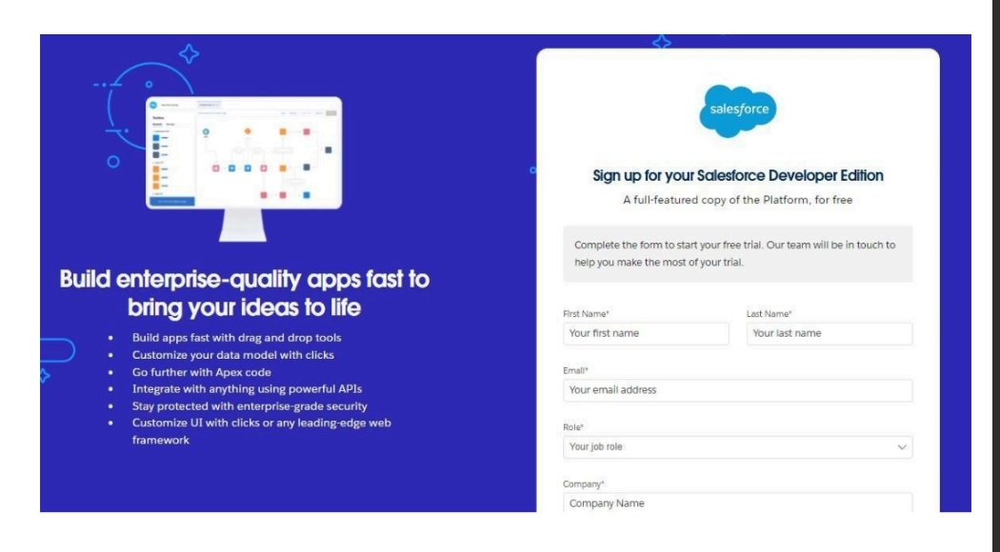 Build enterprise-quality apps fast to
bring your ideas to life
• Build apps fast with drag and drop tools
• Customize your data model with clicks
• Go further with Apex code
• Integrate with anything using powerful APIs
• Stay protected with enterprise-grade security
• Customize UI with clicks or any leading-edge web
framework
salesforce
Sign up for your Salesforce Developer Edition
A full-featured copy of the Platform, for free
Complete the form to start your free trial. Our team will be in touch to
help you make the most of your trial.
First Name* Last Name*
Your first name Your last name
Email*
Your email address
Role*
Your job role
Company*
Company Name